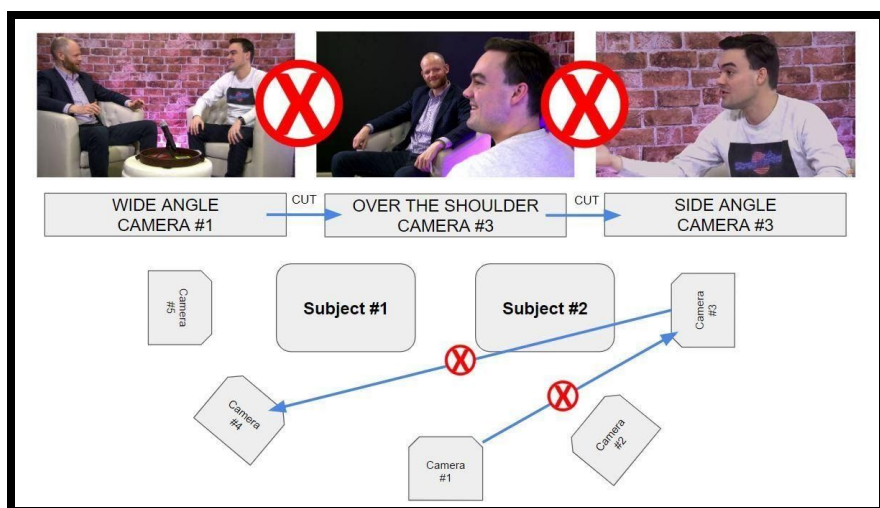 X
X
WIDE ANGLE
CAMERA #1
CUT
OVER THE SHOULDER
CAMERA #3
CUT
SIDE ANGLE
CAMERA #3
Camera
#5
Subject #1
Subject #2
Camera
#3
X
X
Camera
#4
Camera
#1
Camera
#2